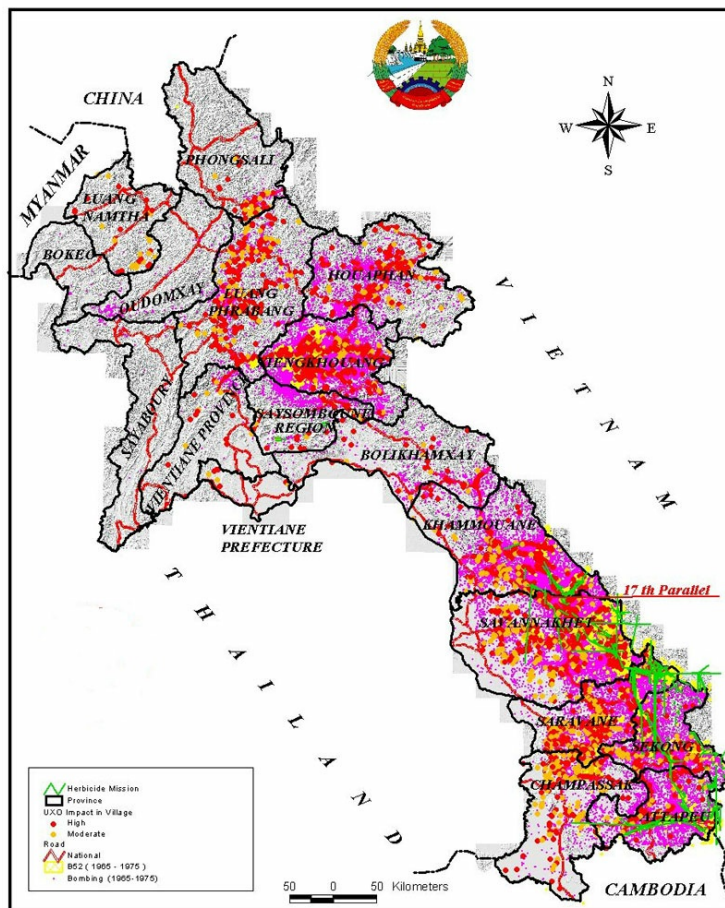 CHINA
N
W E
S
MYANMAR
PHONGSALI
LUANG
NAMTHA
BOKEO
OUDOMXAY
LUANG
PHRABANG
HOUAPHAN
VIETNAM
SAYABOURY
VIENTIANE PROVINCE
REGION
BOLIKHAMXAY
VIENTIANE
PREFECTURE
KHAMMOUANE
THAILAND
17 th Parallel
SAVANNAKHET
SARAVANE
SEKONG
CHAMPASSAK
ATTAPEU
CAMBODIA
Herbicide Mission
Province
UXO Impact in Village
High
Moderate
Road
National
B52 ( 1965 - 1975 )
Bombing (1965-1975)
50 0 50 Kilometers